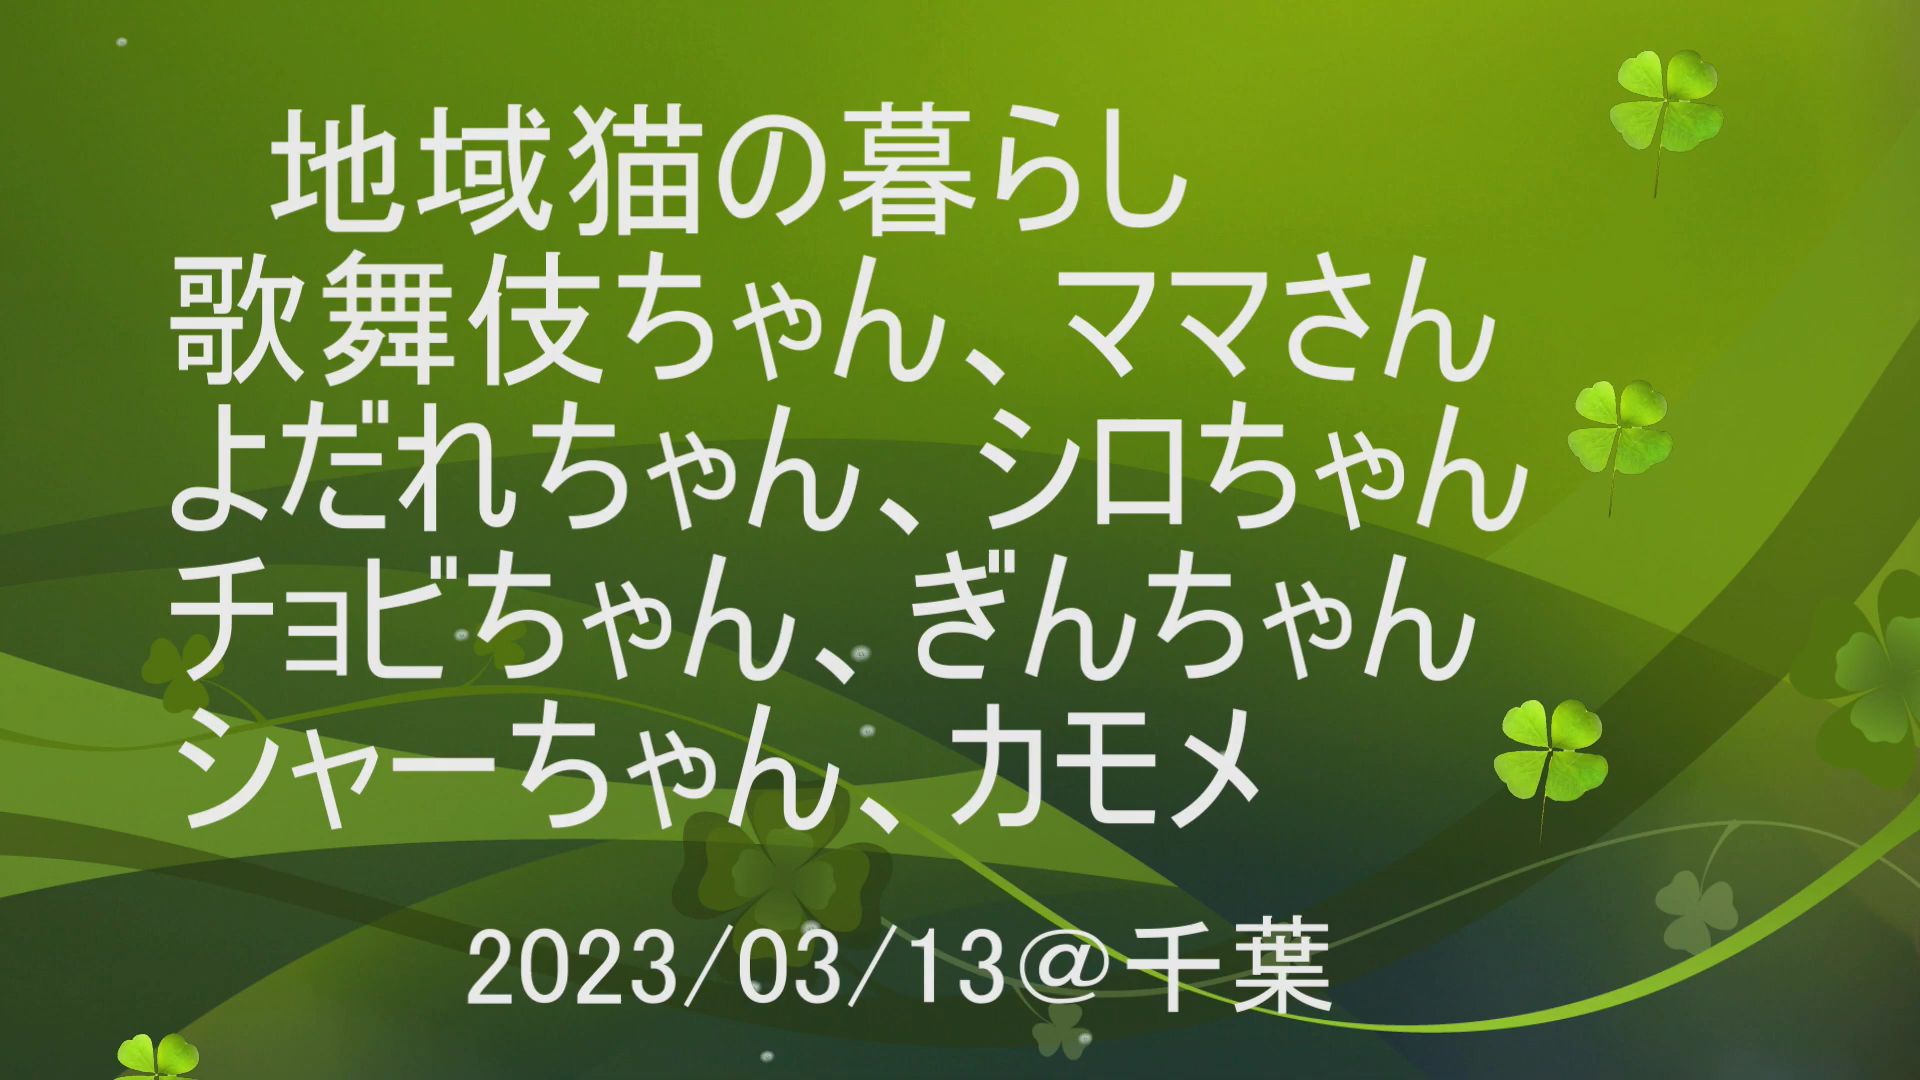 地域猫の暮らし
歌舞伎ちゃん、ママさん
よだれちゃん、シロちゃん
チョビちゃん、ぎんちゃん
シャーちゃん、カモメ
2023/03/13@千葉